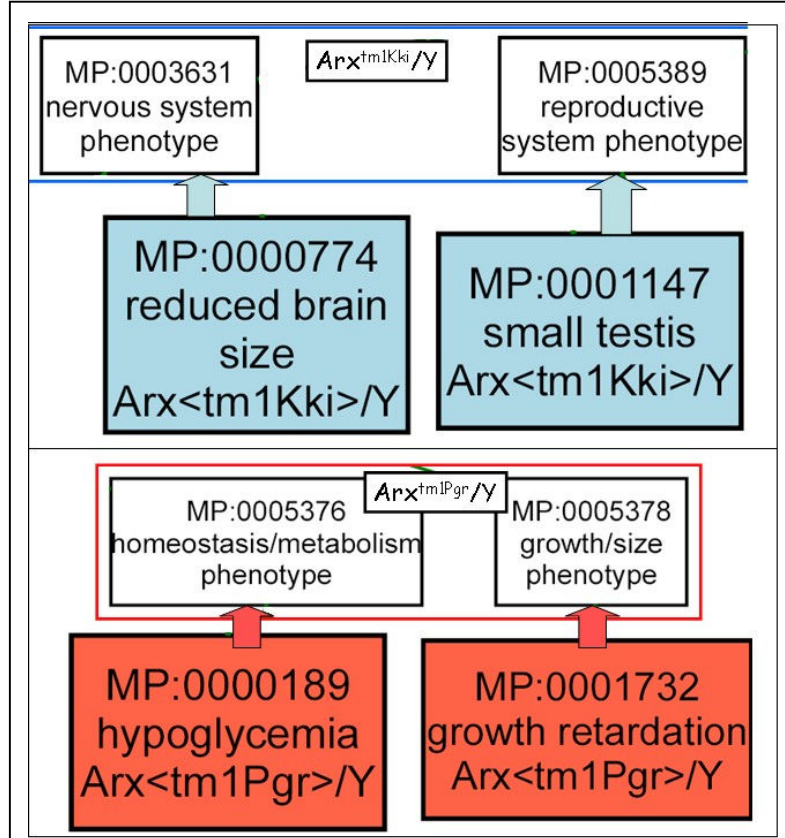 MP:0003631
nervous system
phenotype
Arxtm1Kki/Y
MP:0005389
reproductive
system phenotype
MP:0000774
reduced brain
size
Arx<tm1Kki>/Y
MP:0001147
small testis
Arx<tm1Kki>/Y
Arxtm1Pgr/Y
MP:0005376
homeostasis/metabolism
phenotype
MP:0005378
growth/size
phenotype
MP:0000189
hypoglycemia
Arx<tm1Pgr>/Y
MP:0001732
growth retardation
Arx<tm1Pgr>/Y